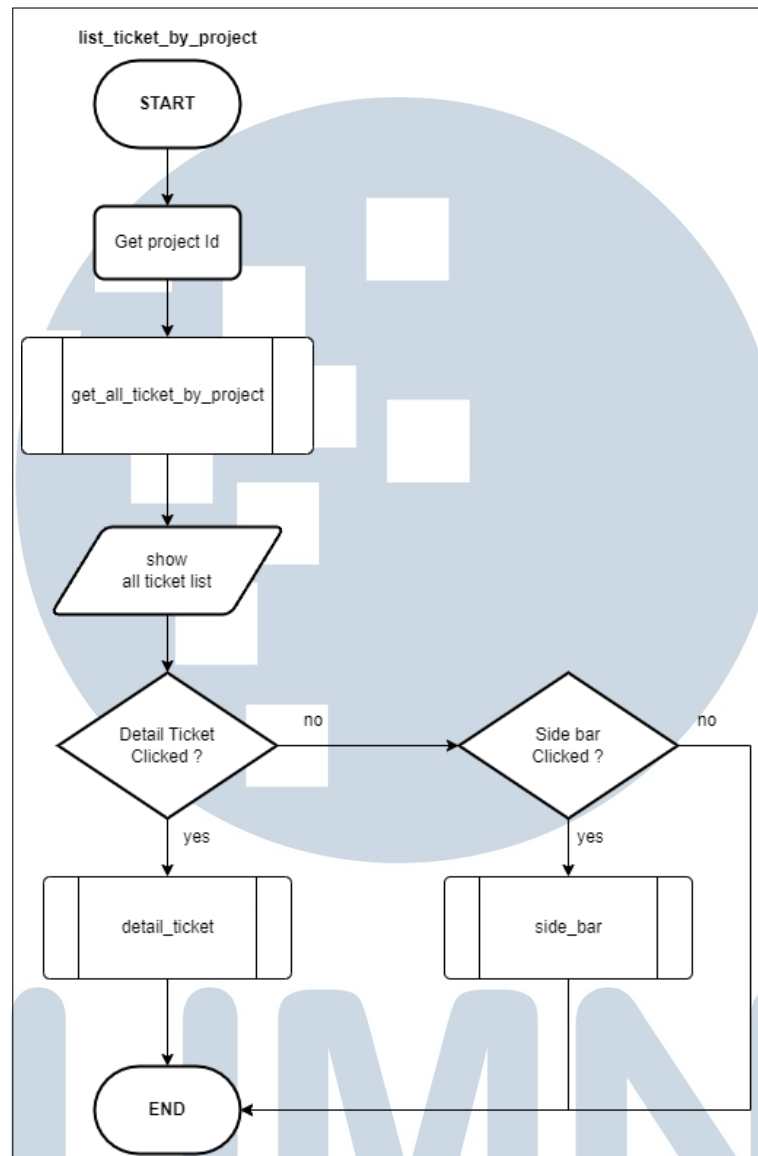 list_ticket_by_project
START
Get project Id
get_all_ticket_by_project
show
all ticket list
Detail Ticket
Clicked ?
no
Side bar
Clicked ?
no
yes
yes
detail_ticket
side_bar
END
UMN